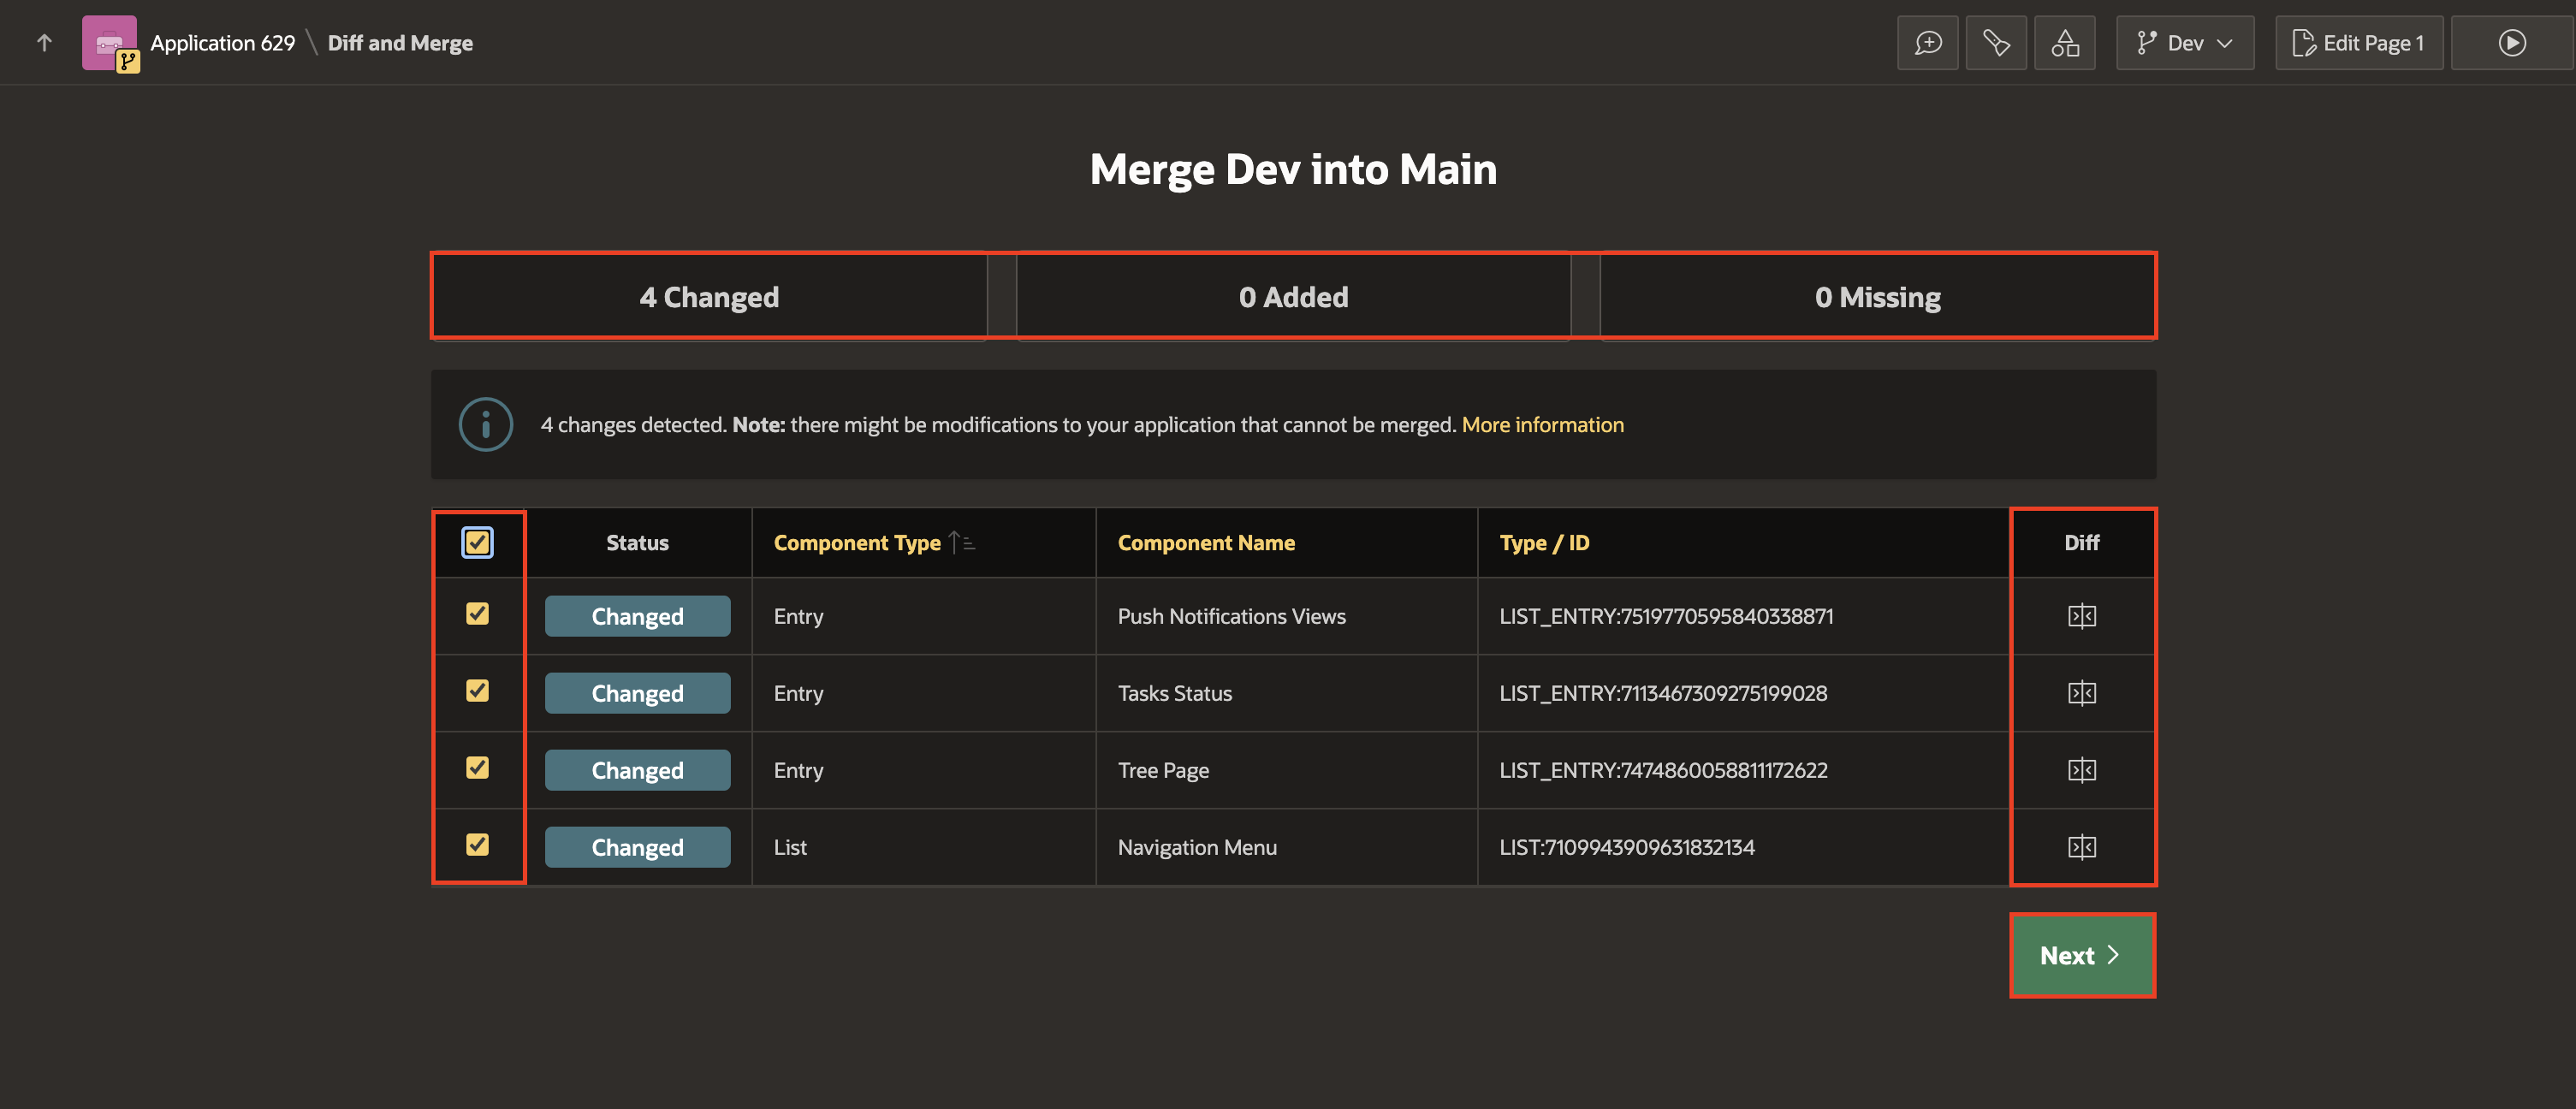 Application 629 \ Diff and Merge
Dev
Edit Page 1
Merge Dev into Main
4 Changed
0 Added
0 Missing
4 changes detected. Note: there might be modifications to your application that cannot be merged. More information
Status Component Type Component Name Type / ID Diff
Changed Entry Push Notifications Views LIST_ENTRY:7519770595840338871
Changed Entry Tasks Status LIST_ENTRY:7113467309275199028
Changed Entry Tree Page LIST_ENTRY:7474860058811172622
Changed List Navigation Menu LIST:7109943909631832134
Next